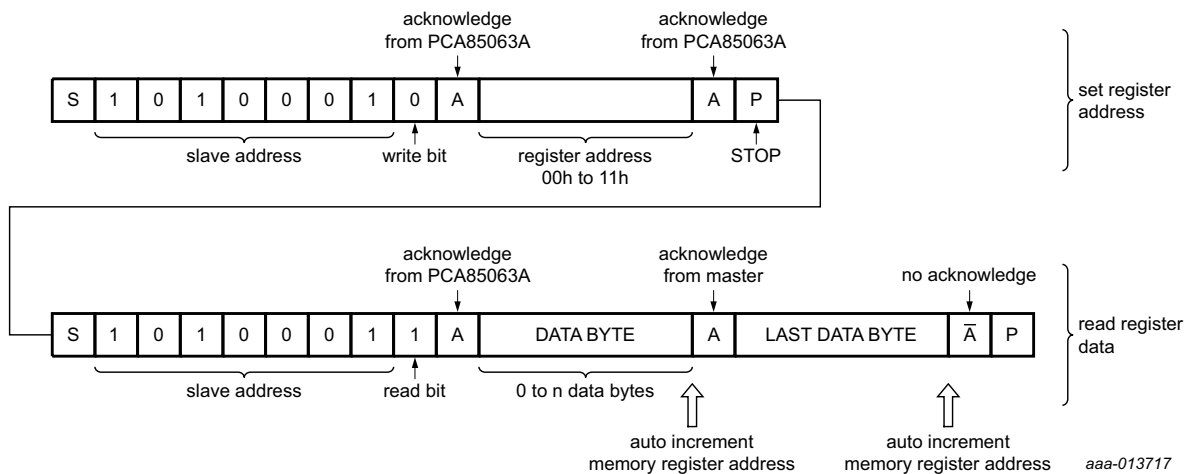 acknowledge acknowledge
from PCA85063A from PCA85063A
S 1 0 1 0 0 0 1 0 A A P
set register
address
slave address write bit register address STOP
00h to 11h
acknowledge acknowledge
from PCA85063A from master no acknowledge
S 1 0 1 0 0 0 1 1 A DATA BYTE A LAST DATA BYTE A̅ P
read register
data
slave address read bit 0 to n data bytes
auto increment auto increment
memory register address memory register address aaa-013717